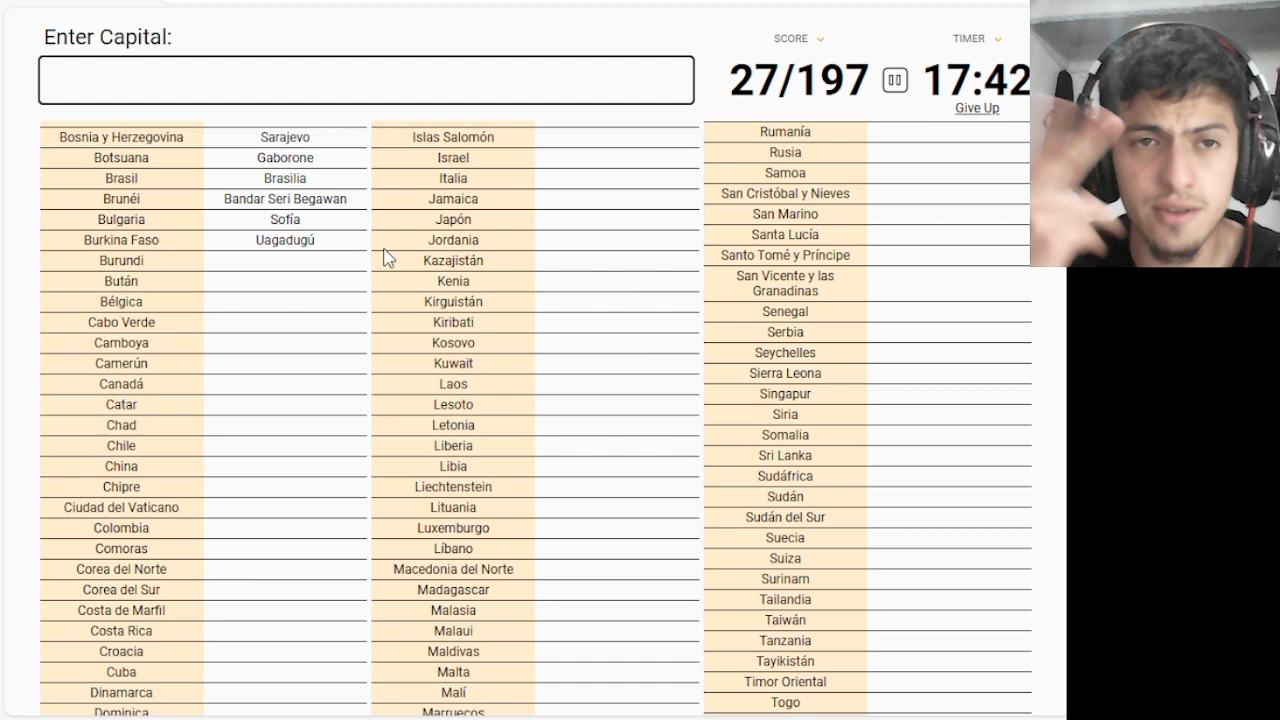 Enter Capital:
SCORE
TIMER
27/197
17:42
Give Up
Bosnia y Herzegovina Sarajevo
Botsuana Gaborone
Brasil Brasilia
Brunéi Bandar Seri Begawan
Bulgaria Sofía
Burkina Faso Uagadugú
Burundi
Bután
Bélgica
Cabo Verde
Camboya
Camerún
Canadá
Catar
Chad
Chile
China
Chipre
Ciudad del Vaticano
Colombia
Comoras
Corea del Norte
Corea del Sur
Costa de Marfil
Costa Rica
Croacia
Cuba
Dinamarca
Dominica
Islas Salomón
Israel
Italia
Jamaica
Japón
Jordania
Kazajistán
Kenia
Kirguistán
Kiribati
Kosovo
Kuwait
Laos
Lesoto
Letonia
Liberia
Libia
Liechtenstein
Lituania
Luxemburgo
Líbano
Macedonia del Norte
Madagascar
Malasia
Malaui
Maldivas
Malta
Malí
Marruecos
Rumanía
Rusia
Samoa
San Cristóbal y Nieves
San Marino
Santa Lucía
Santo Tomé y Príncipe
San Vicente y las
Granadinas
Senegal
Serbia
Seychelles
Sierra Leona
Singapur
Siria
Somalia
Sri Lanka
Sudáfrica
Sudán
Sudán del Sur
Suecia
Suiza
Surinam
Tailandia
Taiwán
Tanzania
Tayikistán
Timor Oriental
Togo